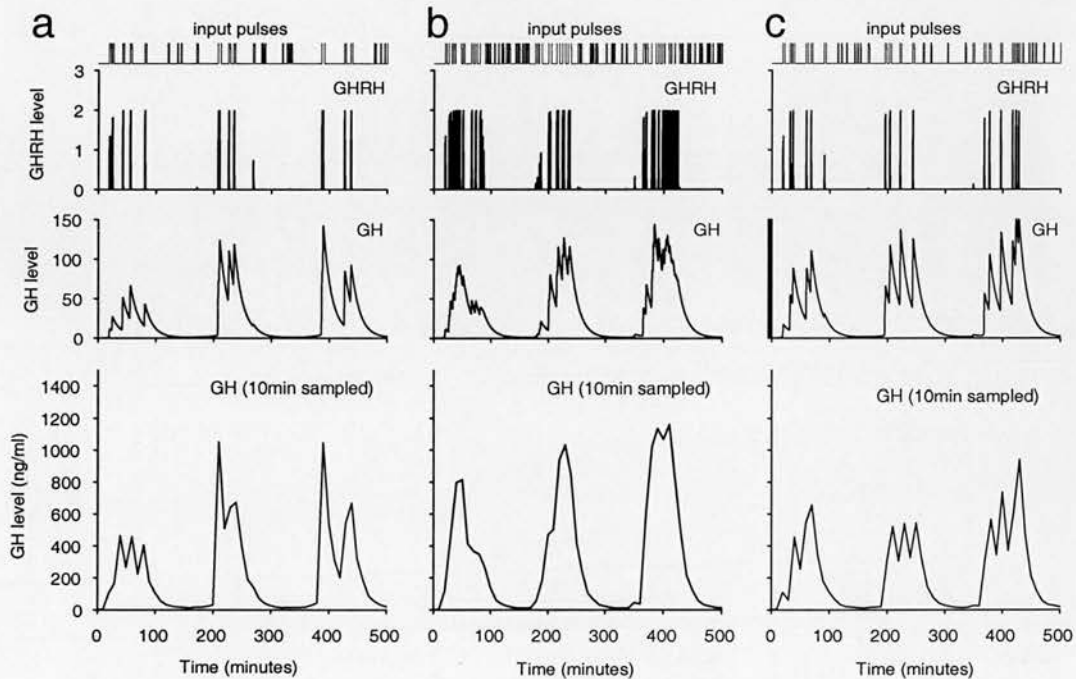 a b c
input pulses input pulses input pulses
3 GHRH GHRH GHRH
2
1
0
GHRH level
150 GH GH GH
100
50
0
GH level
1400 GH (10min sampled) GH (10min sampled) GH (10min sampled)
1200
1000
800
600
400
200
0
GH level (ng/ml)
0 100 200 300 400 500 0 100 200 300 400 500 0 100 200 300 400 500
Time (minutes) Time (minutes) Time (minutes)